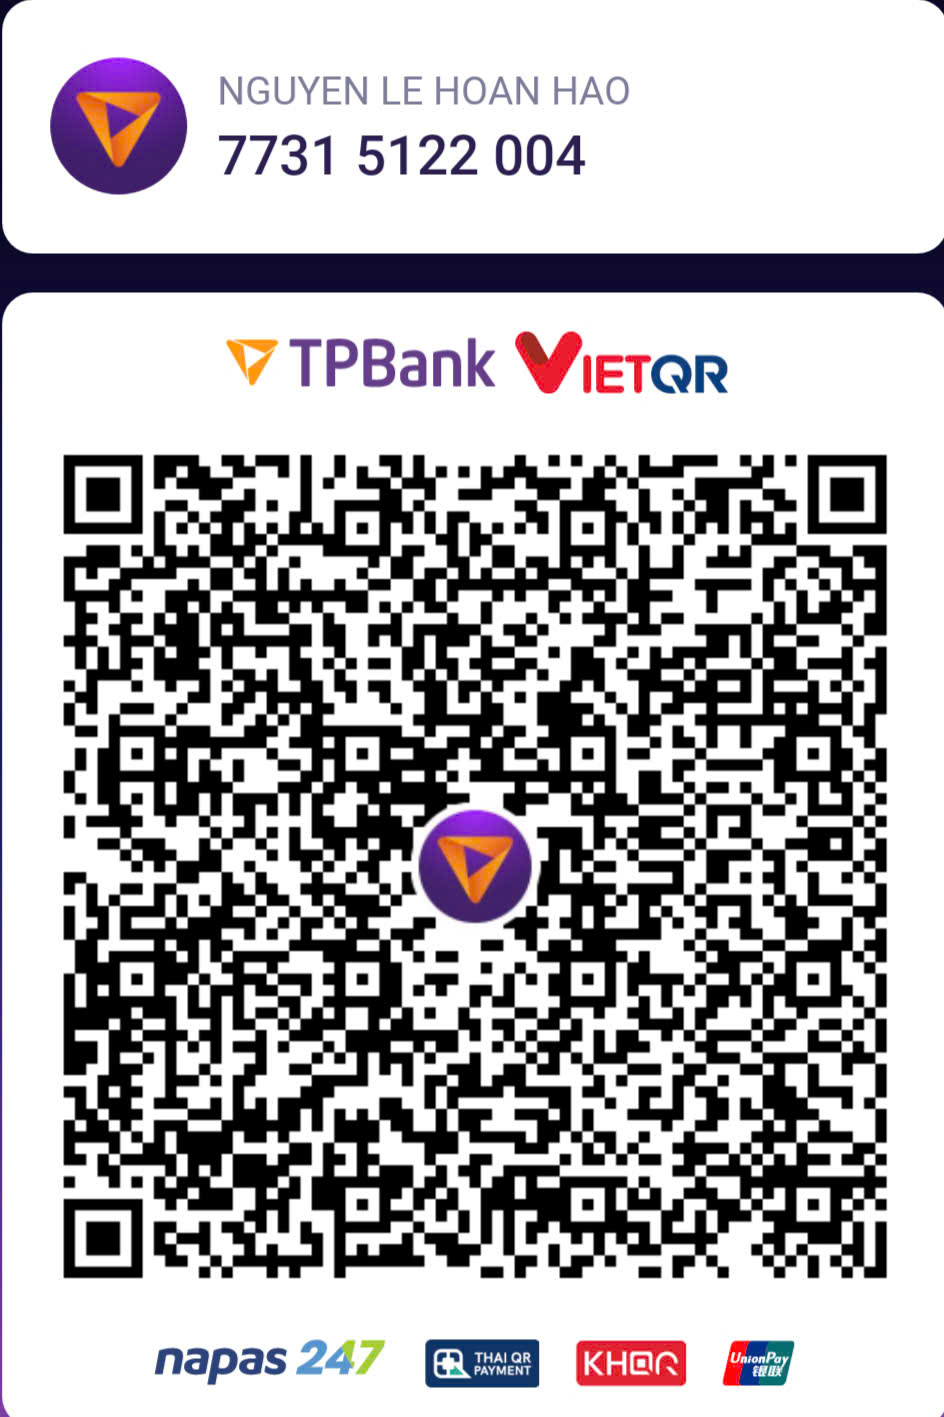 NGUYEN LE HOAN HAO
7731 5122 004
TPBank VIETQR
napas 247 THAI QR PAYMENT KHQR UnionPay 银联